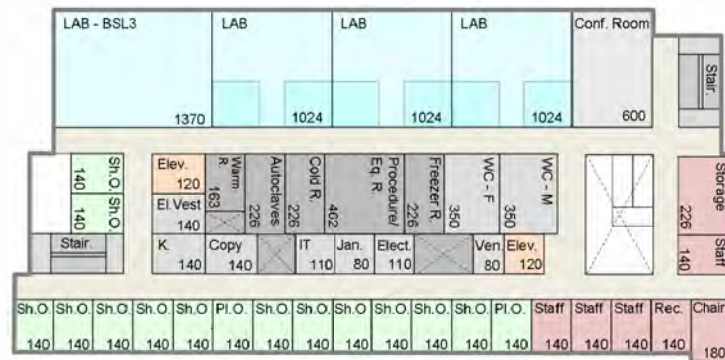 LAB - BSL3
1370
LAB
1024
LAB
1024
LAB
1024
Conf. Room
600
Stair.
Sh.O.
140
Sh.O.
140
Stair.
Elev.
120
El.Vest
140
Warm R.
163
Autoclaves
226
Cold R.
226
Procedure/
Eq. R.
462
Freezer R.
226
WC - F
350
WC - M
350
Storage
226
Staff
140
K.
140
Copy
140
IT
110
Jan.
80
Elect.
110
Ven.
80
Elev.
120
Sh.O. Sh.O. Sh.O. Sh.O. Sh.O. Pl.O. Sh.O. Sh.O. Sh.O. Sh.O. Sh.O. Sh.O. Pl.O. Staff Staff Staff Rec. Chair
140 140 140 140 140 140 140 140 140 140 140 140 140 140 140 140 140 180